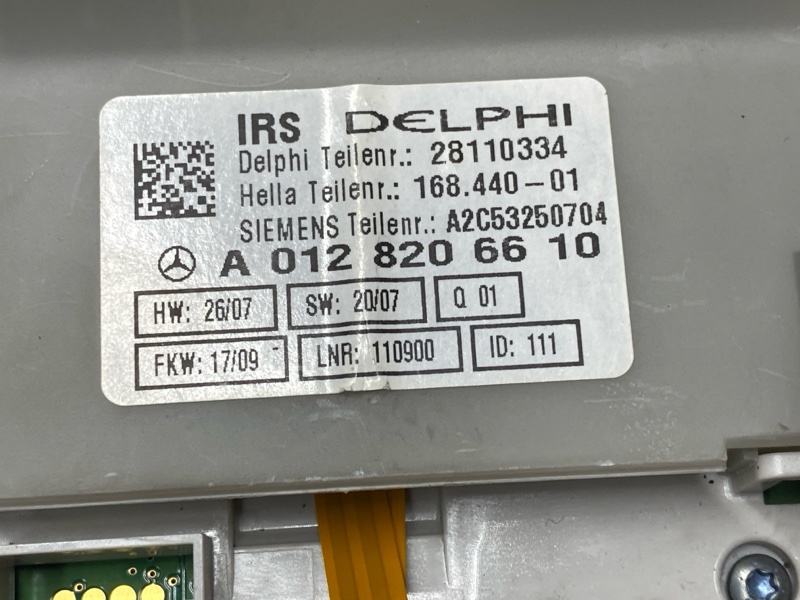 IRS DELPHI
Delphi Teilenr.: 28110334
Hella Teilenr.: 168.440-01
SIEMENS Teilenr.: A2C53250704
A 012 820 66 10
HW: 26/07 SW: 20/07 Q 01
FKW: 17/09 LNR: 110900 ID: 111